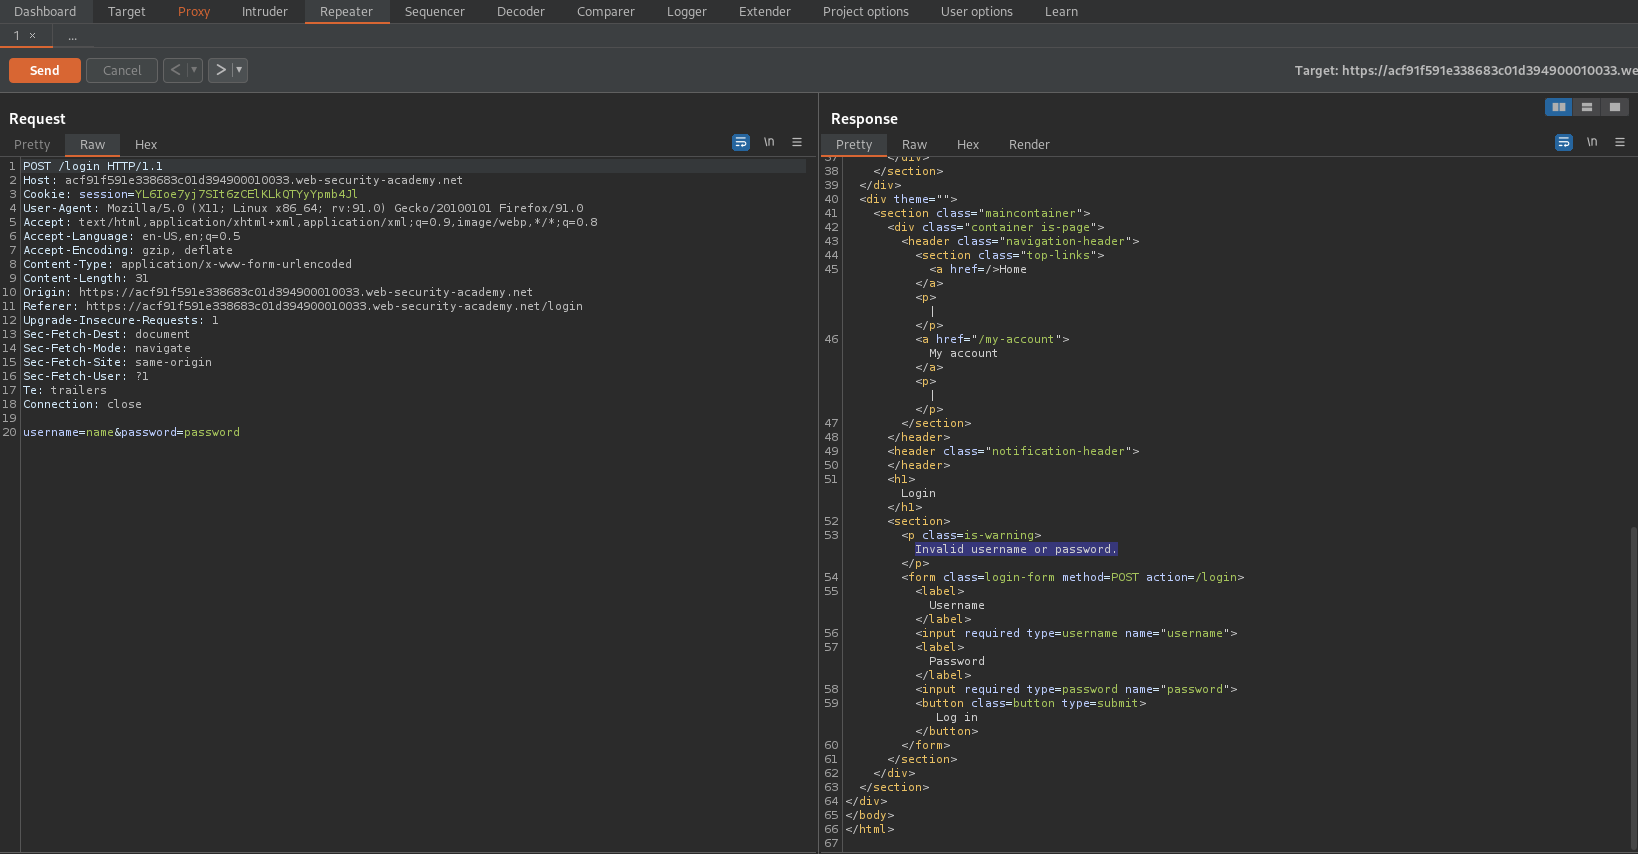 Dashboard Target Proxy Intruder Repeater Sequencer Decoder Comparer Logger Extender Project options User options Learn
1 × ...
Send Cancel < > Target: https://acf91f591e338683c01d394900010033.we
Request
Pretty Raw Hex \n
1 POST /login HTTP/1.1
2 Host: acf91f591e338683c01d394900010033.web-security-academy.net
3 Cookie: session=YL6Ioe7yj7SIt6zCElKLkQTYyYpmb4Jl
4 User-Agent: Mozilla/5.0 (X11; Linux x86_64; rv:91.0) Gecko/20100101 Firefox/91.0
5 Accept: text/html,application/xhtml+xml,application/xml;q=0.9,image/webp,*/*;q=0.8
6 Accept-Language: en-US,en;q=0.5
7 Accept-Encoding: gzip, deflate
8 Content-Type: application/x-www-form-urlencoded
9 Content-Length: 31
10 Origin: https://acf91f591e338683c01d394900010033.web-security-academy.net
11 Referer: https://acf91f591e338683c01d394900010033.web-security-academy.net/login
12 Upgrade-Insecure-Requests: 1
13 Sec-Fetch-Dest: document
14 Sec-Fetch-Mode: navigate
15 Sec-Fetch-Site: same-origin
16 Sec-Fetch-User: ?1
17 Te: trailers
18 Connection: close
19
20 username=name&password=password
Response
Pretty Raw Hex Render \n
37 </div>
38 </section>
39 </div>
40 <div theme="">
41 <section class="maincontainer">
42 <div class="container is-page">
43 <header class="navigation-header">
44 <section class="top-links">
45 <a href=/>Home
</a>
<p>
|
</p>
46 <a href="/my-account">
My account
</a>
<p>
|
</p>
47 </section>
48 </header>
49 <header class="notification-header">
50 </header>
51 <h1>
Login
</h1>
52 <section>
53 <p class=is-warning>
Invalid username or password.
</p>
54 <form class=login-form method=POST action=/login>
55 <label>
Username
</label>
56 <input required type=username name="username">
57 <label>
Password
</label>
58 <input required type=password name="password">
59 <button class=button type=submit>
Log in
</button>
60 </form>
61 </section>
62 </div>
63 </section>
64 </div>
65 </body>
66 </html>
67